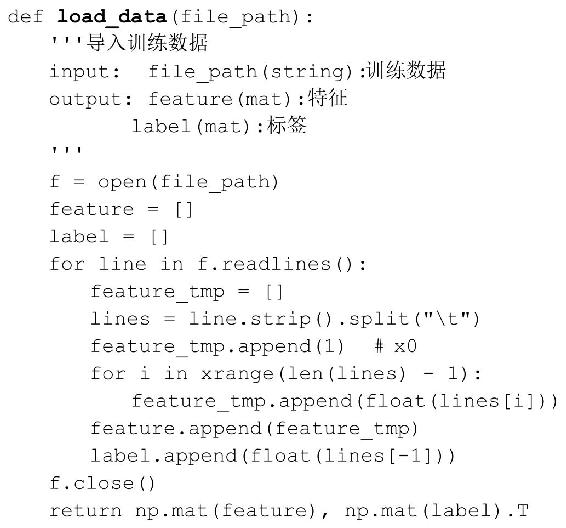 def load_data(file_path):
    '''导入训练数据
    input:  file_path(string):训练数据
    output: feature(mat):特征
            label(mat):标签
    '''
    f = open(file_path)
    feature = []
    label = []
    for line in f.readlines():
        feature_tmp = []
        lines = line.strip().split("\t")
        feature_tmp.append(1)  # x0
        for i in xrange(len(lines) - 1):
            feature_tmp.append(float(lines[i]))
        feature.append(feature_tmp)
        label.append(float(lines[-1]))
    f.close()
    return np.mat(feature), np.mat(label).T